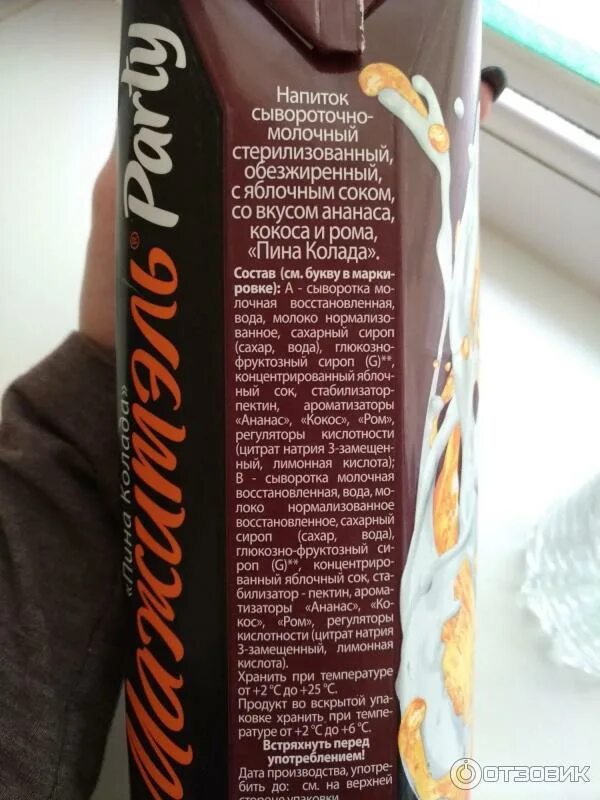 «Пина колада»
Мажитэль® Party
Напиток
сывороточно-
молочный
стерилизованный,
обезжиренный,
с яблочным соком,
со вкусом ананаса,
кокоса и рома,
«Пина Колада».
Состав (см. букву в марки-
ровке): А - сыворотка мо-
лочная восстановленная,
вода, молоко нормализо-
ванное, сахарный сироп
(сахар, вода), глюкозно-
фруктозный сироп (G)**,
концентрированный яблоч-
ный сок, стабилизатор-
пектин, ароматизаторы
«Ананас», «Кокос», «Ром»,
регуляторы кислотности
(цитрат натрия 3-замещен-
ный, лимонная кислота);
В - сыворотка молочная
восстановленная, вода, мо-
локо нормализованное
восстановленное, сахарный
сироп (сахар, вода),
глюкозно-фруктозный си-
роп (G)**, концентриро-
ванный яблочный сок, ста-
билизатор - пектин, арома-
тизаторы «Ананас», «Ко-
кос», «Ром», регуляторы
кислотности (цитрат натрия
3-замещенный, лимонная
кислота).
Хранить при температуре
от +2 °С до +25 °С.
Продукт во вскрытой упа-
ковке хранить при темпе-
ратуре от +2 °С до +6 °С.
Встряхнуть перед
употреблением!
Дата производства, употре-
бить до: см. на верхней
стороне упаковки.
ОТЗОВИК